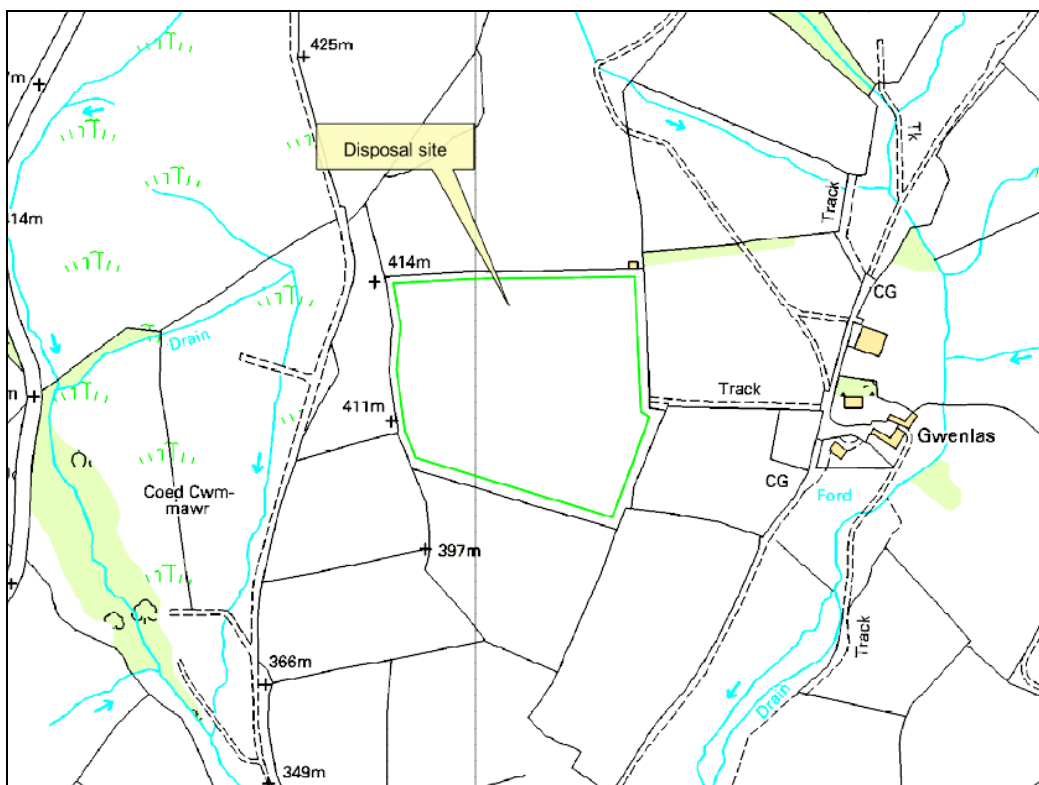 425m
7m
Disposal site
Tk
414m
Track
414m
CG
Drain
m
Track
411m
Gwenlas
CG
Coed Cwm-
mawr
Ford
397m
Track
366m
Drain
349m